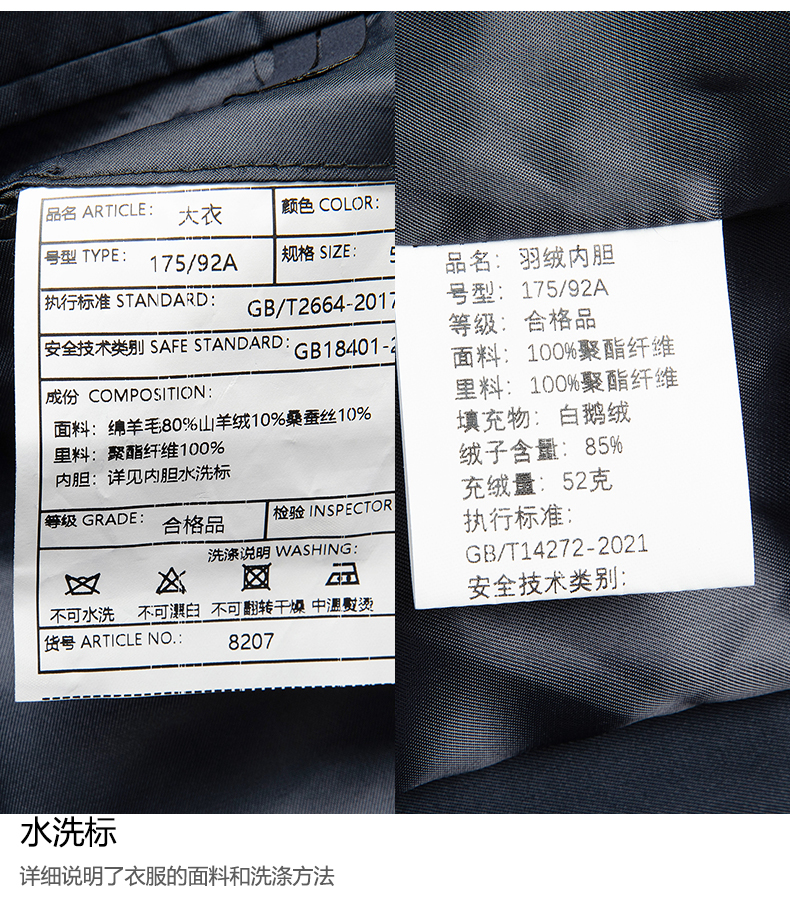 品名 ARTICLE: 大衣
颜色 COLOR:
号型 TYPE: 175/92A
规格 SIZE:
执行标准 STANDARD: GB/T2664-2017
安全技术类别 SAFE STANDARD: GB18401-2
成份 COMPOSITION:
面料: 绵羊毛80%山羊绒10%桑蚕丝10%
里料: 聚酯纤维100%
内胆: 详见内胆水洗标
等级 GRADE: 合格品
检验 INSPECTOR
洗涤说明 WASHING:
不可水洗 不可漂白 不可翻转干燥 中温熨烫
货号 ARTICLE NO.: 8207
品名: 羽绒内胆
号型: 175/92A
等级: 合格品
面料: 100%聚酯纤维
里料: 100%聚酯纤维
填充物: 白鹅绒
绒子含量: 85%
充绒量: 52克
执行标准:
GB/T14272-2021
安全技术类别:
水洗标
详细说明了衣服的面料和洗涤方法